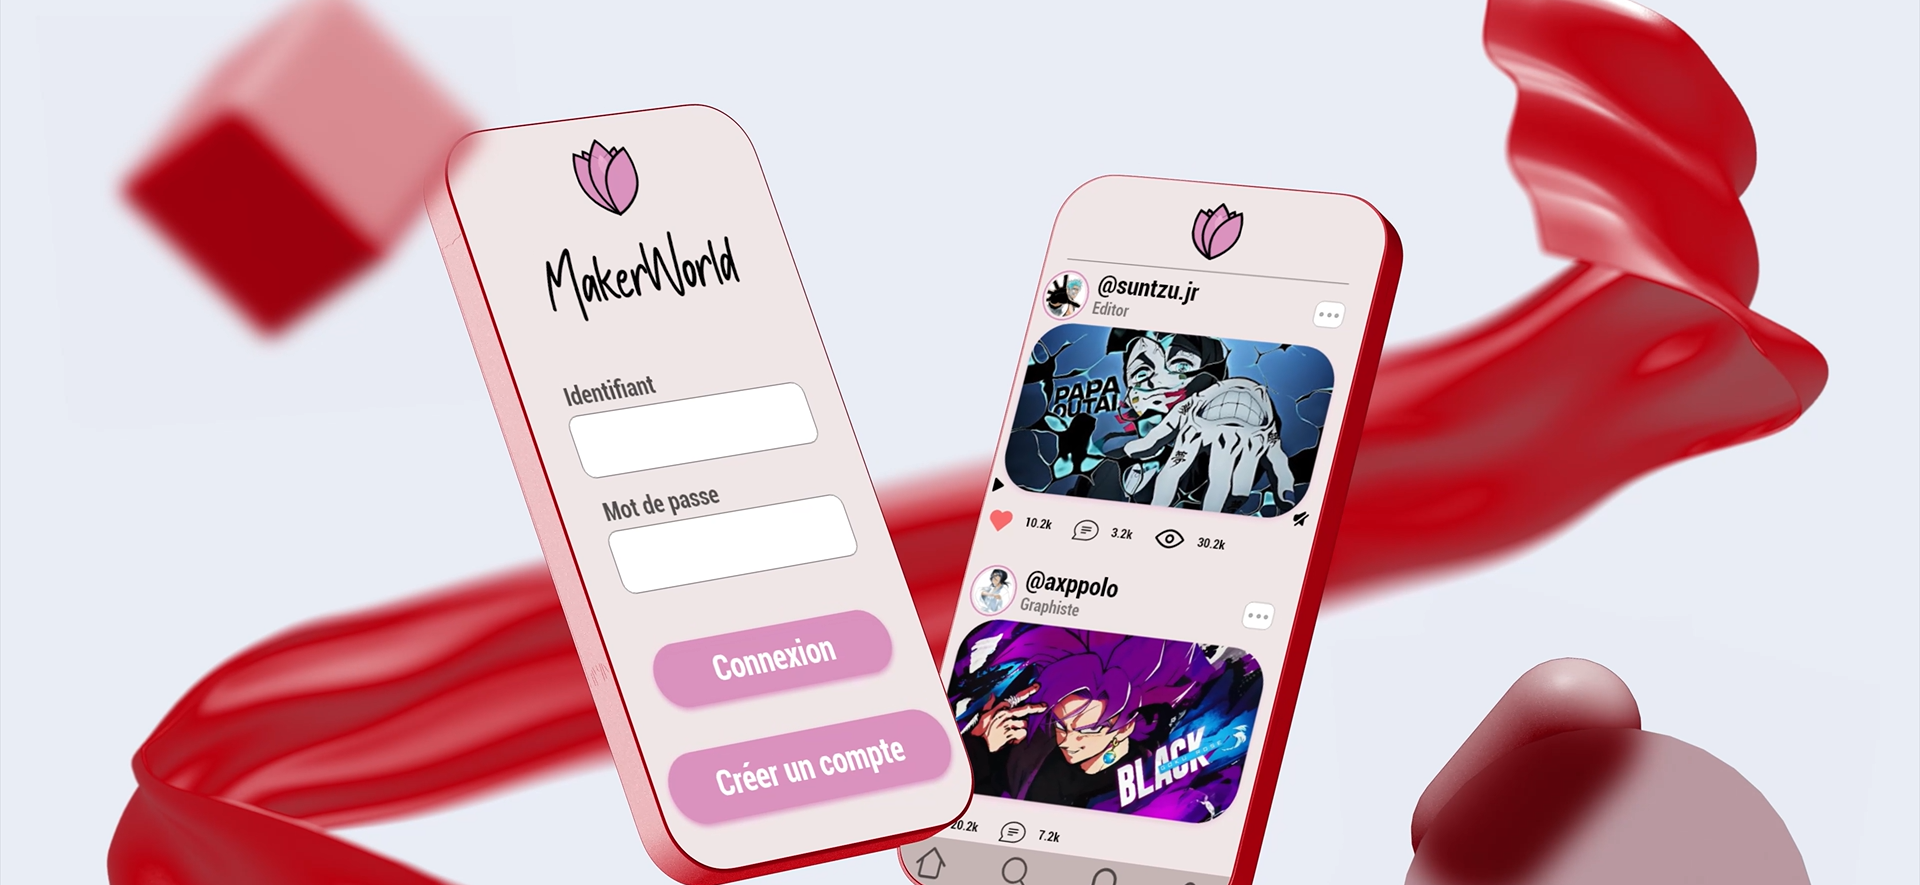 MakerWorld
Identifiant
Mot de passe
Connexion
Créer un compte
@suntzu.jr
Editor
PAPA
OUTAI
10.2k
3.2k
30.2k
@axppolo
Graphiste
BLACK
20.2k
7.2k